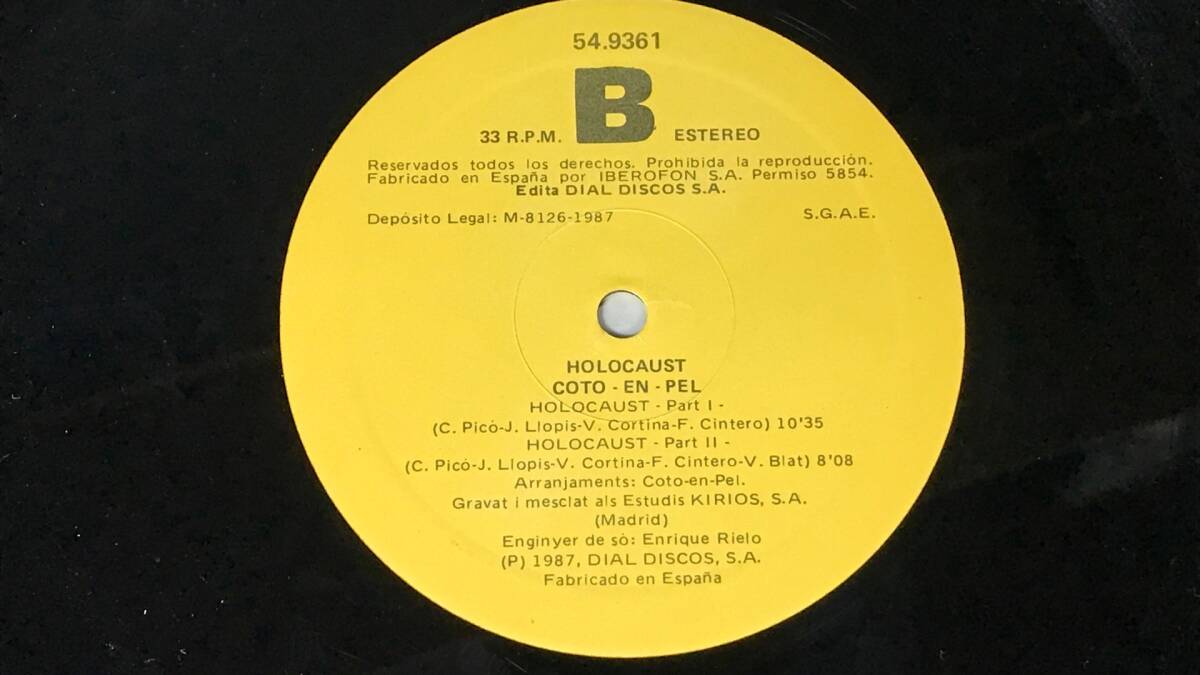 54.9361
33 R.P.M. B ESTEREO
Reservados todos los derechos. Prohibida la reproducción.
Fabricado en España por IBEROFON S.A. Permiso 5854.
Edita DIAL DISCOS S.A.
Depósito Legal: M-8126-1987 S.G.A.E.
HOLOCAUST
COTO - EN - PEL
HOLOCAUST - Part I -
(C. Picó-J. Llopis-V. Cortina-F. Cintero) 10'35
HOLOCAUST - Part II -
(C. Picó-J. Llopis-V. Cortina-F. Cintero-V. Blat) 8'08
Arranjaments: Coto-en-Pel.
Gravat i mesclat als Estudis KIRIOS, S.A.
(Madrid)
Enginyer de sò: Enrique Rielo
(P) 1987, DIAL DISCOS, S.A.
Fabricado en España